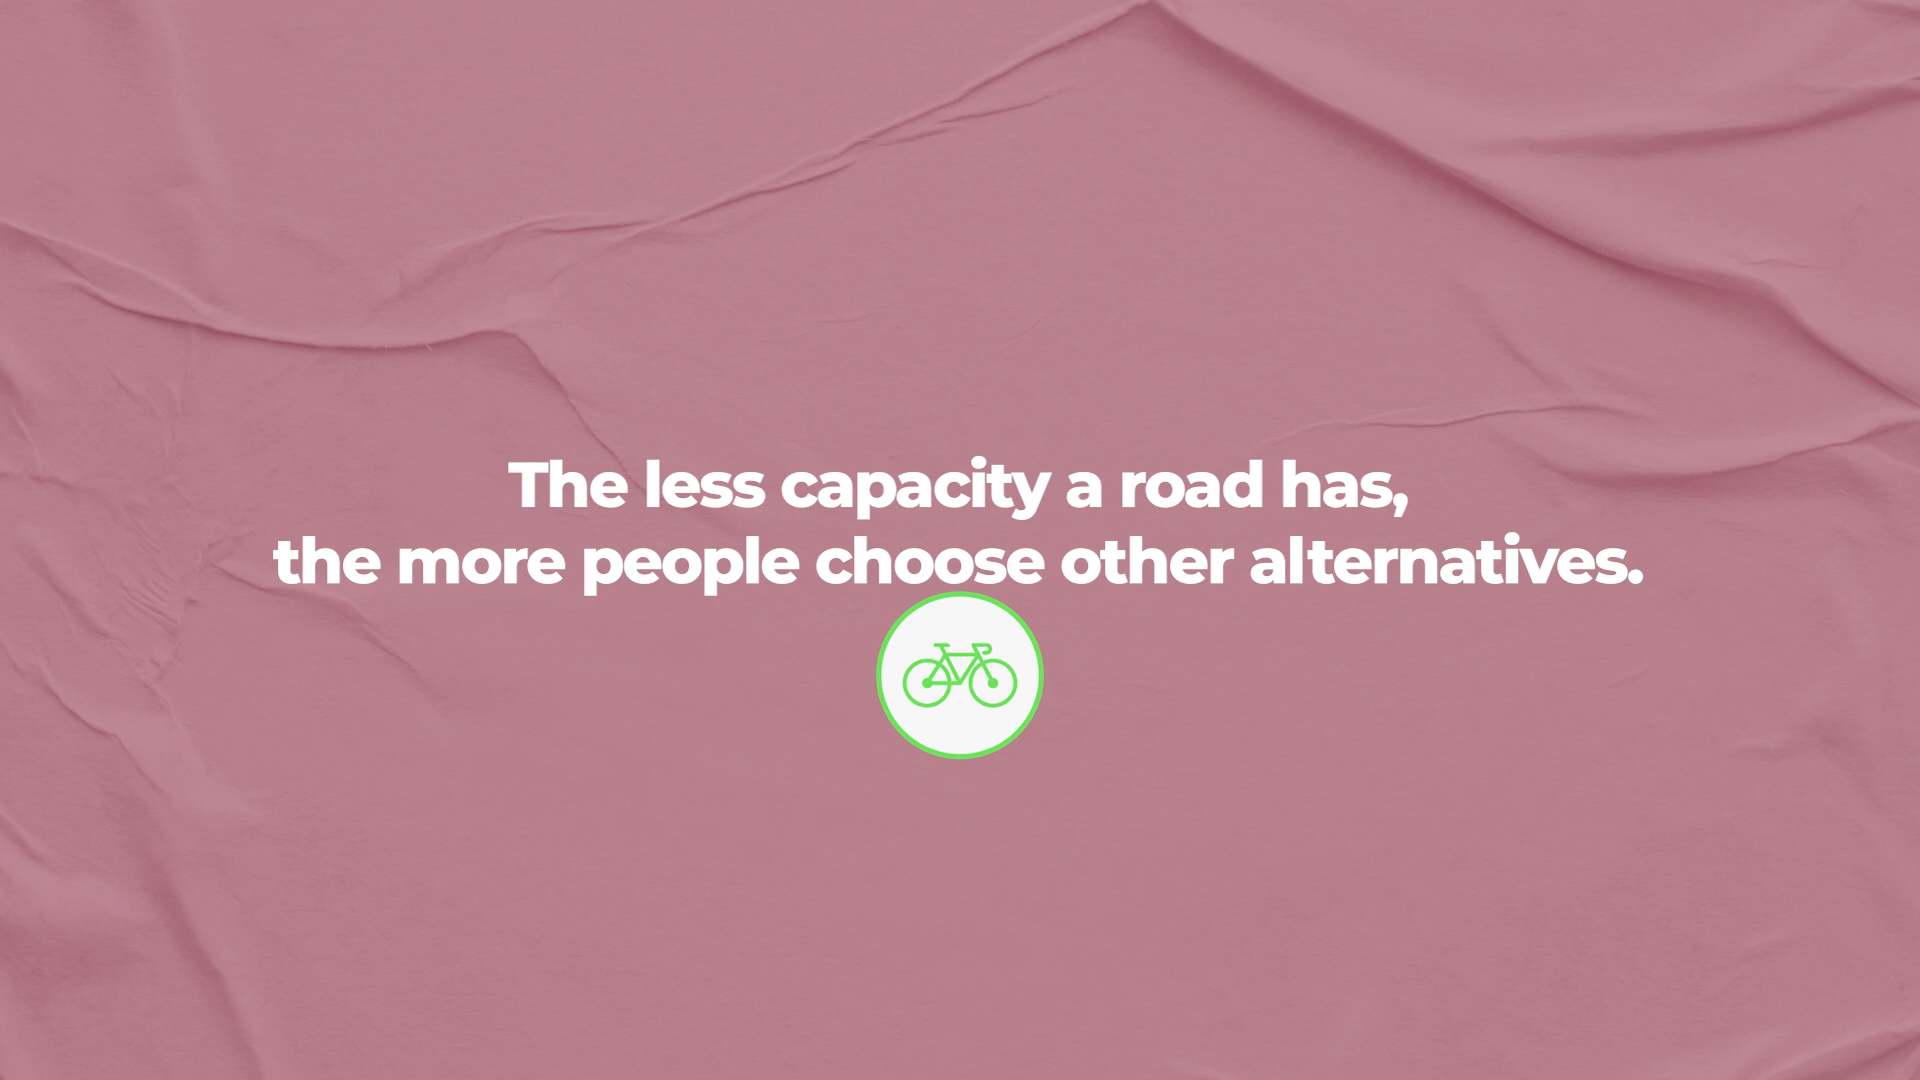 The less capacity a road has,
the more people choose other alternatives.